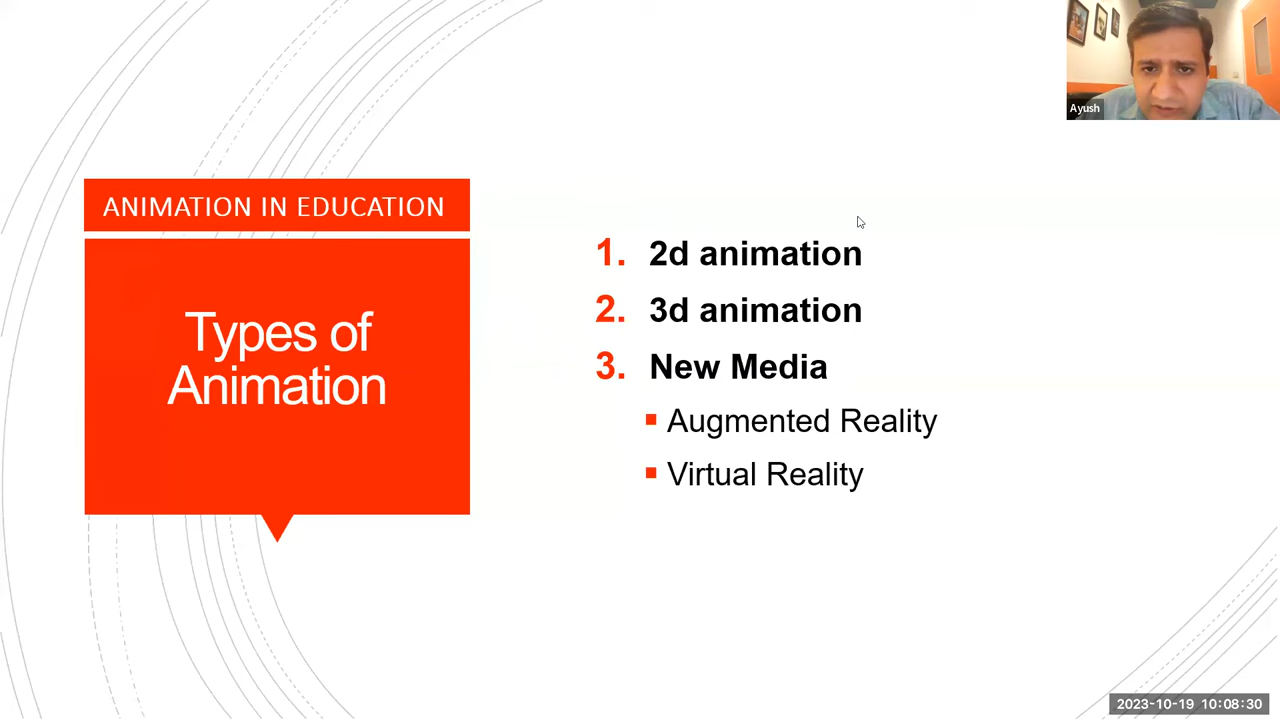 Ayush
ANIMATION IN EDUCATION
Types of
Animation
1. 2d animation
2. 3d animation
3. New Media
▪ Augmented Reality
▪ Virtual Reality
2023-10-19 10:08:30